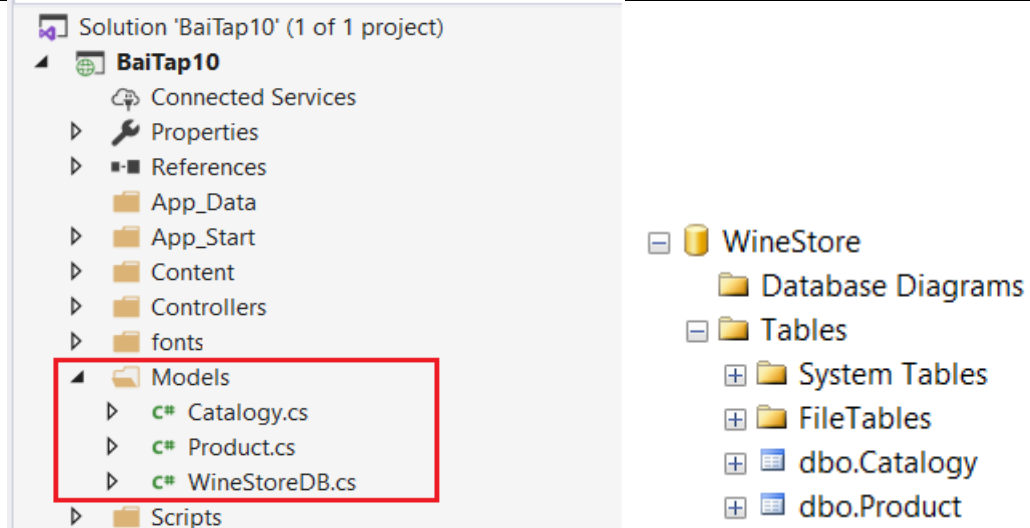 Solution 'BaiTap10' (1 of 1 project)
BaiTap10
Connected Services
Properties
References
App_Data
App_Start
Content
Controllers
fonts
Models
C# Catalogy.cs
C# Product.cs
C# WineStoreDB.cs
Scripts
WineStore
Database Diagrams
Tables
System Tables
FileTables
dbo.Catalogy
dbo.Product